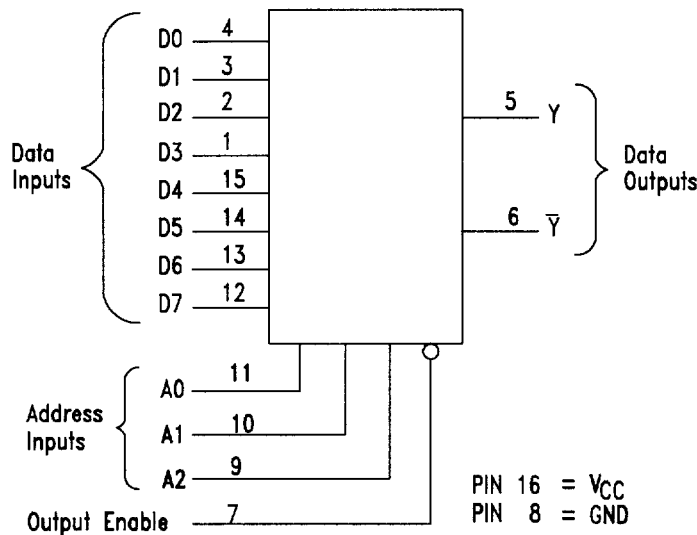 Data
Inputs
D0 4
D1 3
D2 2
D3 1
D4 15
D5 14
D6 13
D7 12
5 Y
6 Y̅
Data
Outputs
Address
Inputs
A0 11
A1 10
A2 9
Output Enable 7
PIN 16 = VCC
PIN 8 = GND